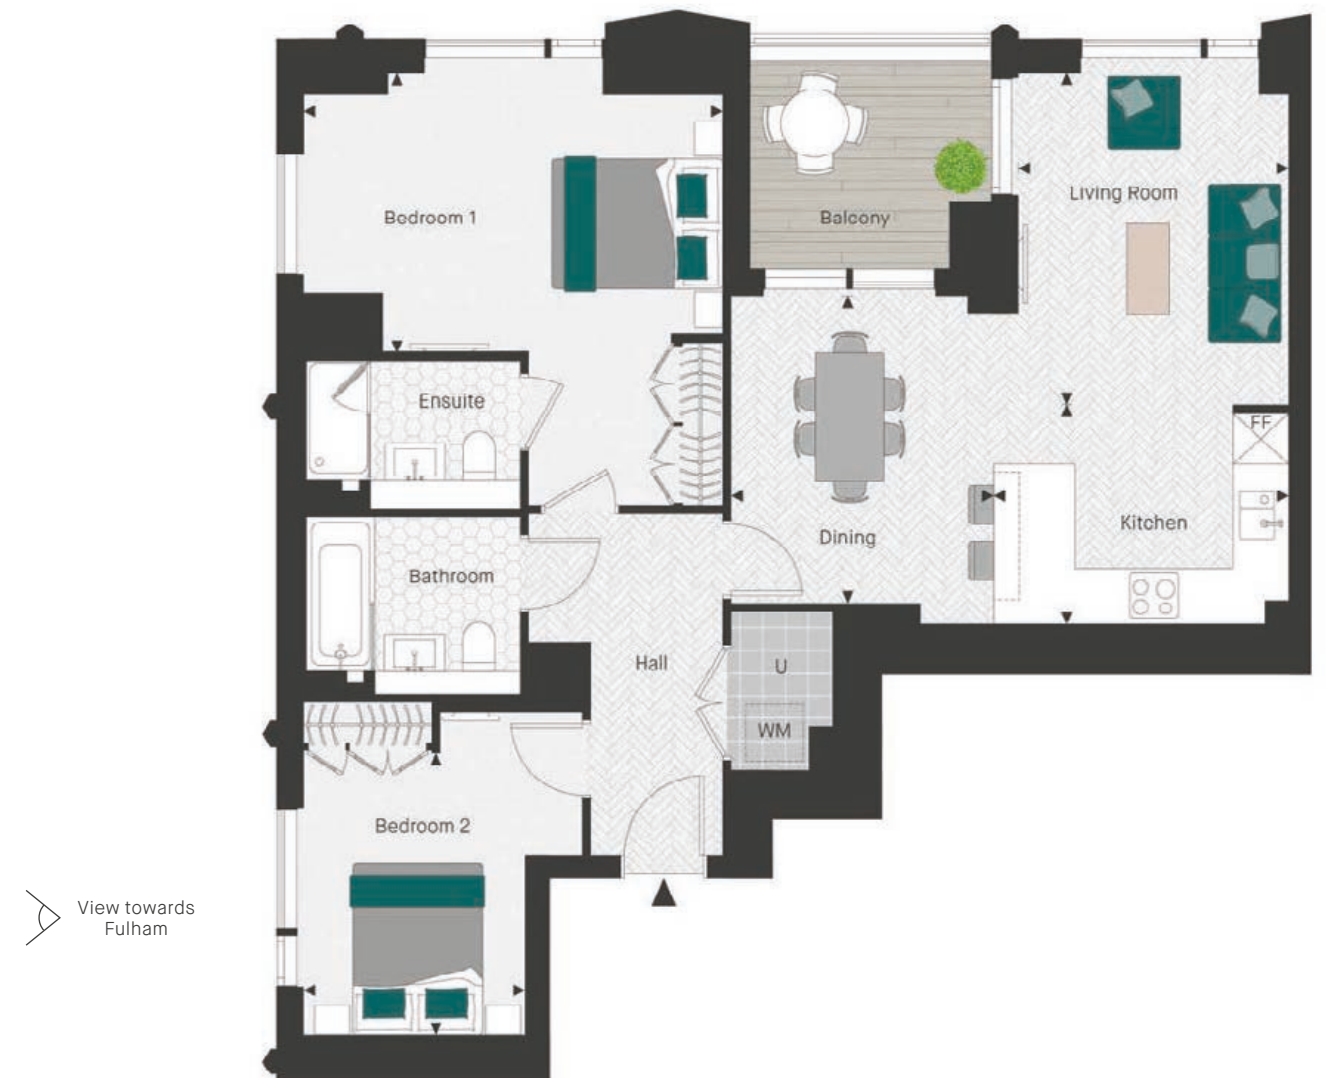 Living Room
Bedroom 1
Balcony
Ensuite
FF
Kitchen
Dining
Bathroom
Hall
U
WM
Bedroom 2
View towards
Fulham